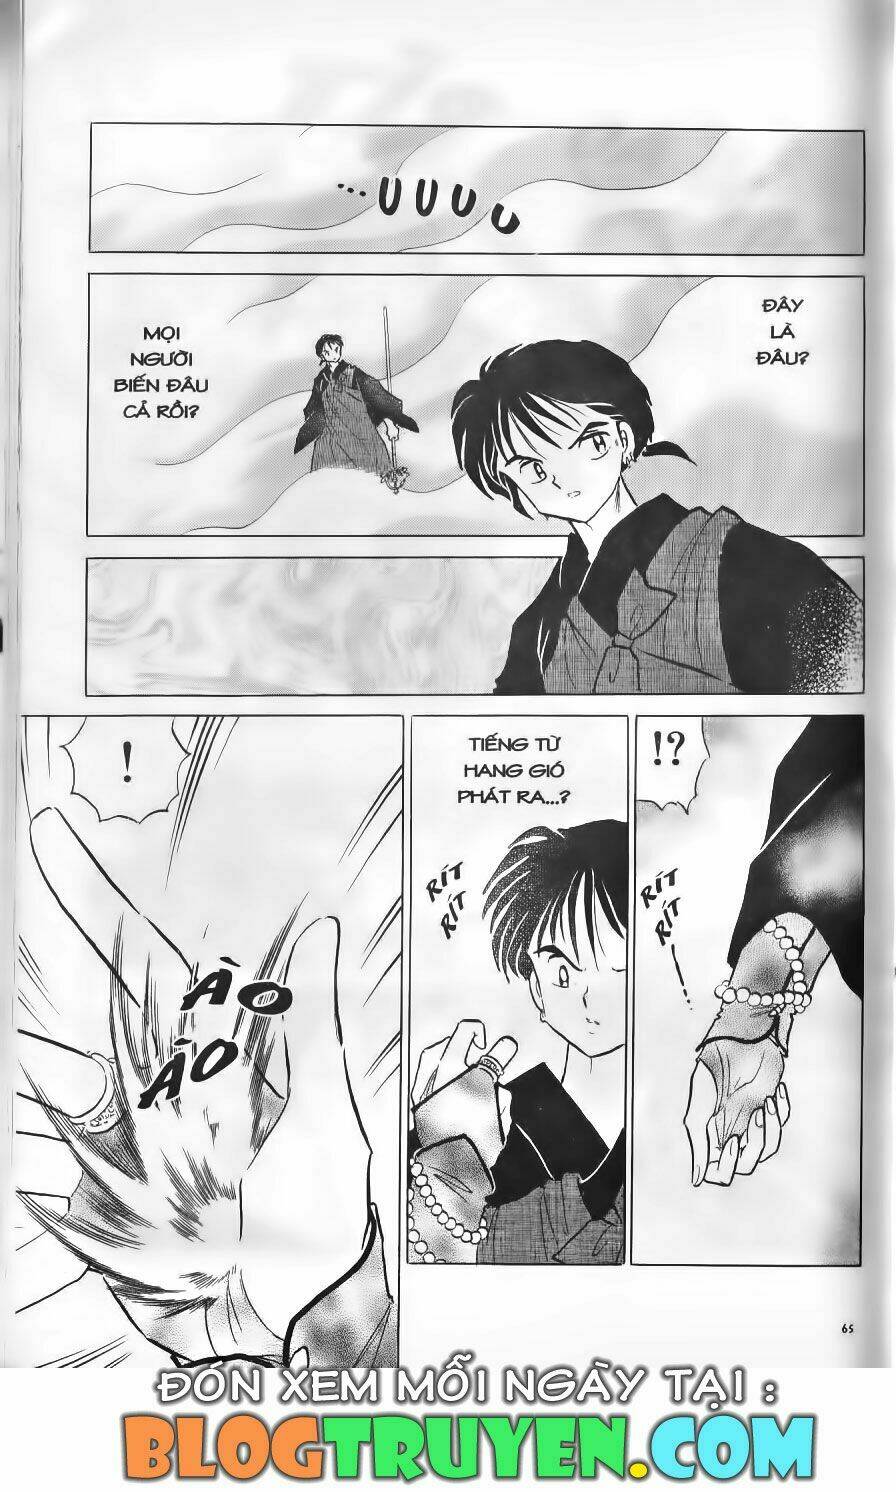 ...UUUU
ĐÂY
LÀ
ĐÂU?
MỌI
NGƯỜI
BIẾN ĐÂU
CẢ RỒI?
!?
RÍT
RÍT
TIẾNG TỪ
HANG GIÓ
PHÁT RA...?
RÍT
RÍT
!
ÀO
ÀO
65
ĐÓN XEM MỖI NGÀY TẠI :
BLOGTRUYEN.COM